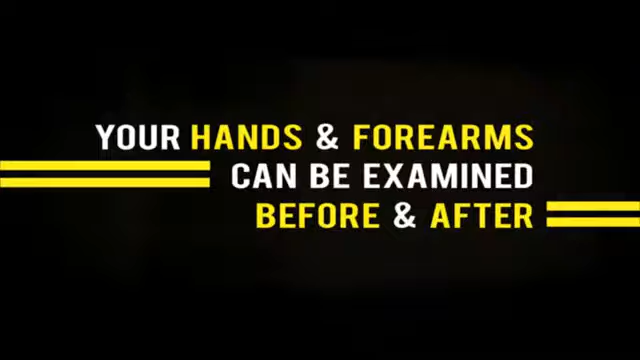 YOUR HANDS & FOREARMS
CAN BE EXAMINED
BEFORE & AFTER